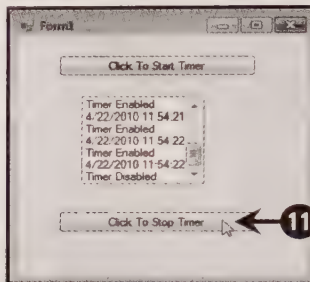 Form1
Click To Start Timer
Timer Enabled
4/22/2010 11:54:21
Timer Enabled
4/22/2010 11:54:22
Timer Enabled
4/22/2010 11:54:22
Timer Disabled
Click To Stop Timer
11